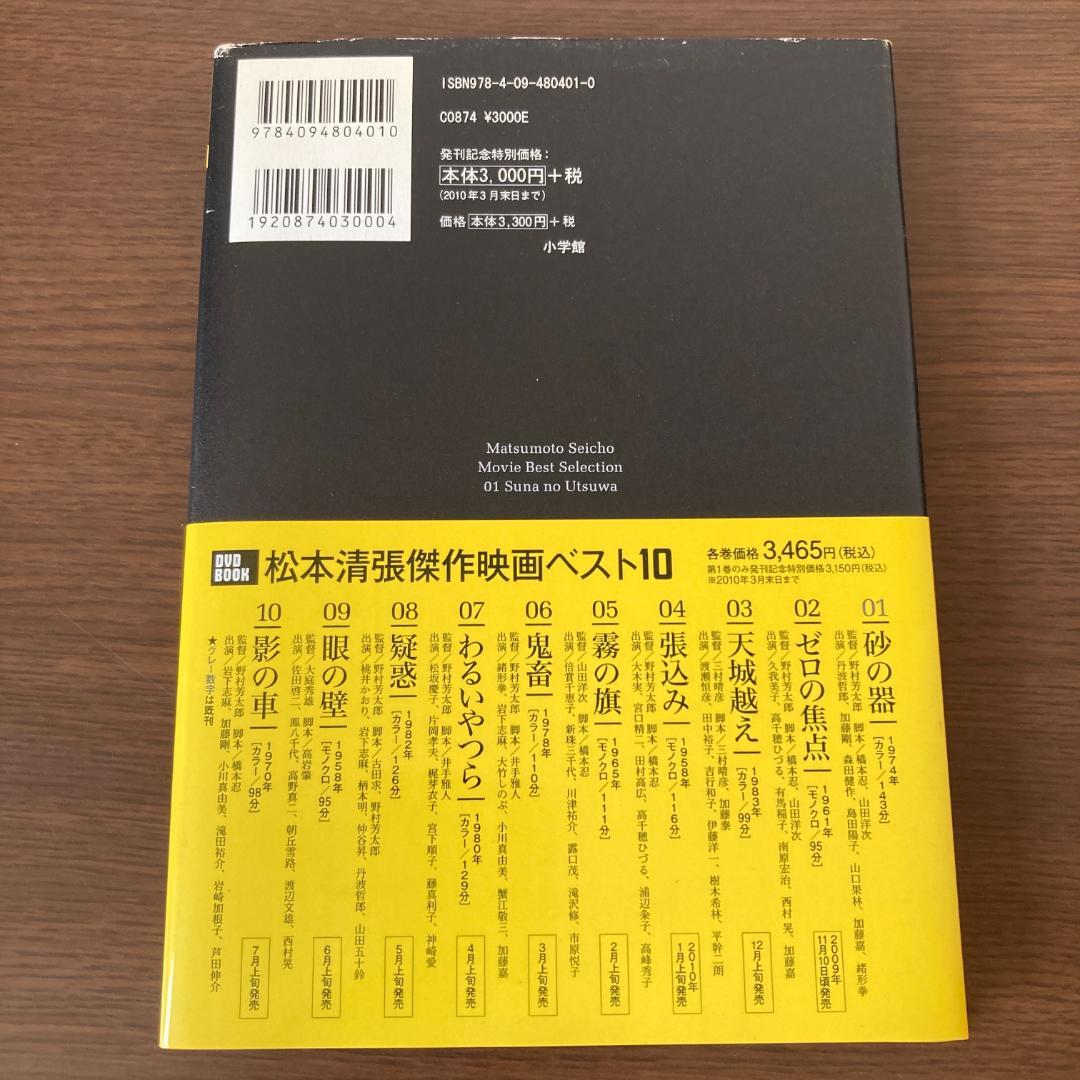 ISBN978-4-09-480401-0
C0874 ¥3000E
9784094804010
1920874030004
発刊記念特別価格：
本体3,000円+税
(2010年3月末日まで)
価格 本体3,300円+税
小学館
Matsumoto Seicho
Movie Best Selection
01 Suna no Utsuwa
DVD BOOK 松本清張傑作映画ベスト10
各巻価格 3,465円(税込)
第1巻のみ発刊記念特別価格3,150円(税込)
※2010年3月末日まで
01 砂の器 1974年［カラー／143分］
監督／野村芳太郎 脚本／橋本忍、山田洋次
出演／丹波哲郎、加藤剛、森田健作、島田陽子、山口果林、加藤嘉、緒形拳
2009年11月10日頃発売
02 ゼロの焦点 1961年［モノクロ／95分］
監督／野村芳太郎 脚本／橋本忍、山田洋次
出演／久我美子、高千穂ひづる、有馬稲子、南原宏治、西村晃、加藤嘉
12月上旬発売
03 天城越え 1983年［カラー／99分］
監督／三村晴彦 脚本／三村晴彦、加藤泰
出演／渡瀬恒彦、田中裕子、吉行和子、伊藤洋一、樹木希林、平幹二朗
2010年1月上旬発売
04 張込み 1958年［モノクロ／116分］
監督／野村芳太郎 脚本／橋本忍
出演／大木実、宮口精二、田村高広、高千穂ひづる、浦辺粂子、高峰秀子
2月上旬発売
05 霧の旗 1965年［モノクロ／111分］
監督／山田洋次 脚本／橋本忍
出演／倍賞千恵子、新珠三千代、川津祐介、露口茂、滝沢修、市原悦子
3月上旬発売
06 鬼畜 1978年［カラー／110分］
監督／野村芳太郎 脚本／井手雅人
出演／緒形拳、岩下志麻、大竹しのぶ、小川真由美、蟹江敬三、加藤嘉
4月上旬発売
07 わるいやつら 1980年［カラー／129分］
監督／野村芳太郎 脚本／井手雅人
出演／松坂慶子、片岡孝夫、梶芽衣子、宮下順子、藤真利子、神崎愛
5月上旬発売
08 疑惑 1982年［カラー／126分］
監督／野村芳太郎 脚本／古田求、野村芳太郎
出演／桃井かおり、岩下志麻、柄本明、仲谷昇、丹波哲郎、山田五十鈴
6月上旬発売
09 眼の壁 1958年［モノクロ／95分］
監督／大庭秀雄 脚本／高岩肇
出演／佐田啓二、鳳八千代、高野真二、朝丘雪路、渡辺文雄、西村晃
7月上旬発売
10 影の車 1970年［カラー／98分］
監督／野村芳太郎 脚本／橋本忍
出演／岩下志麻、加藤剛、小川真由美、滝田裕介、岩崎加根子、芦田伸介
★グレー数字は既刊